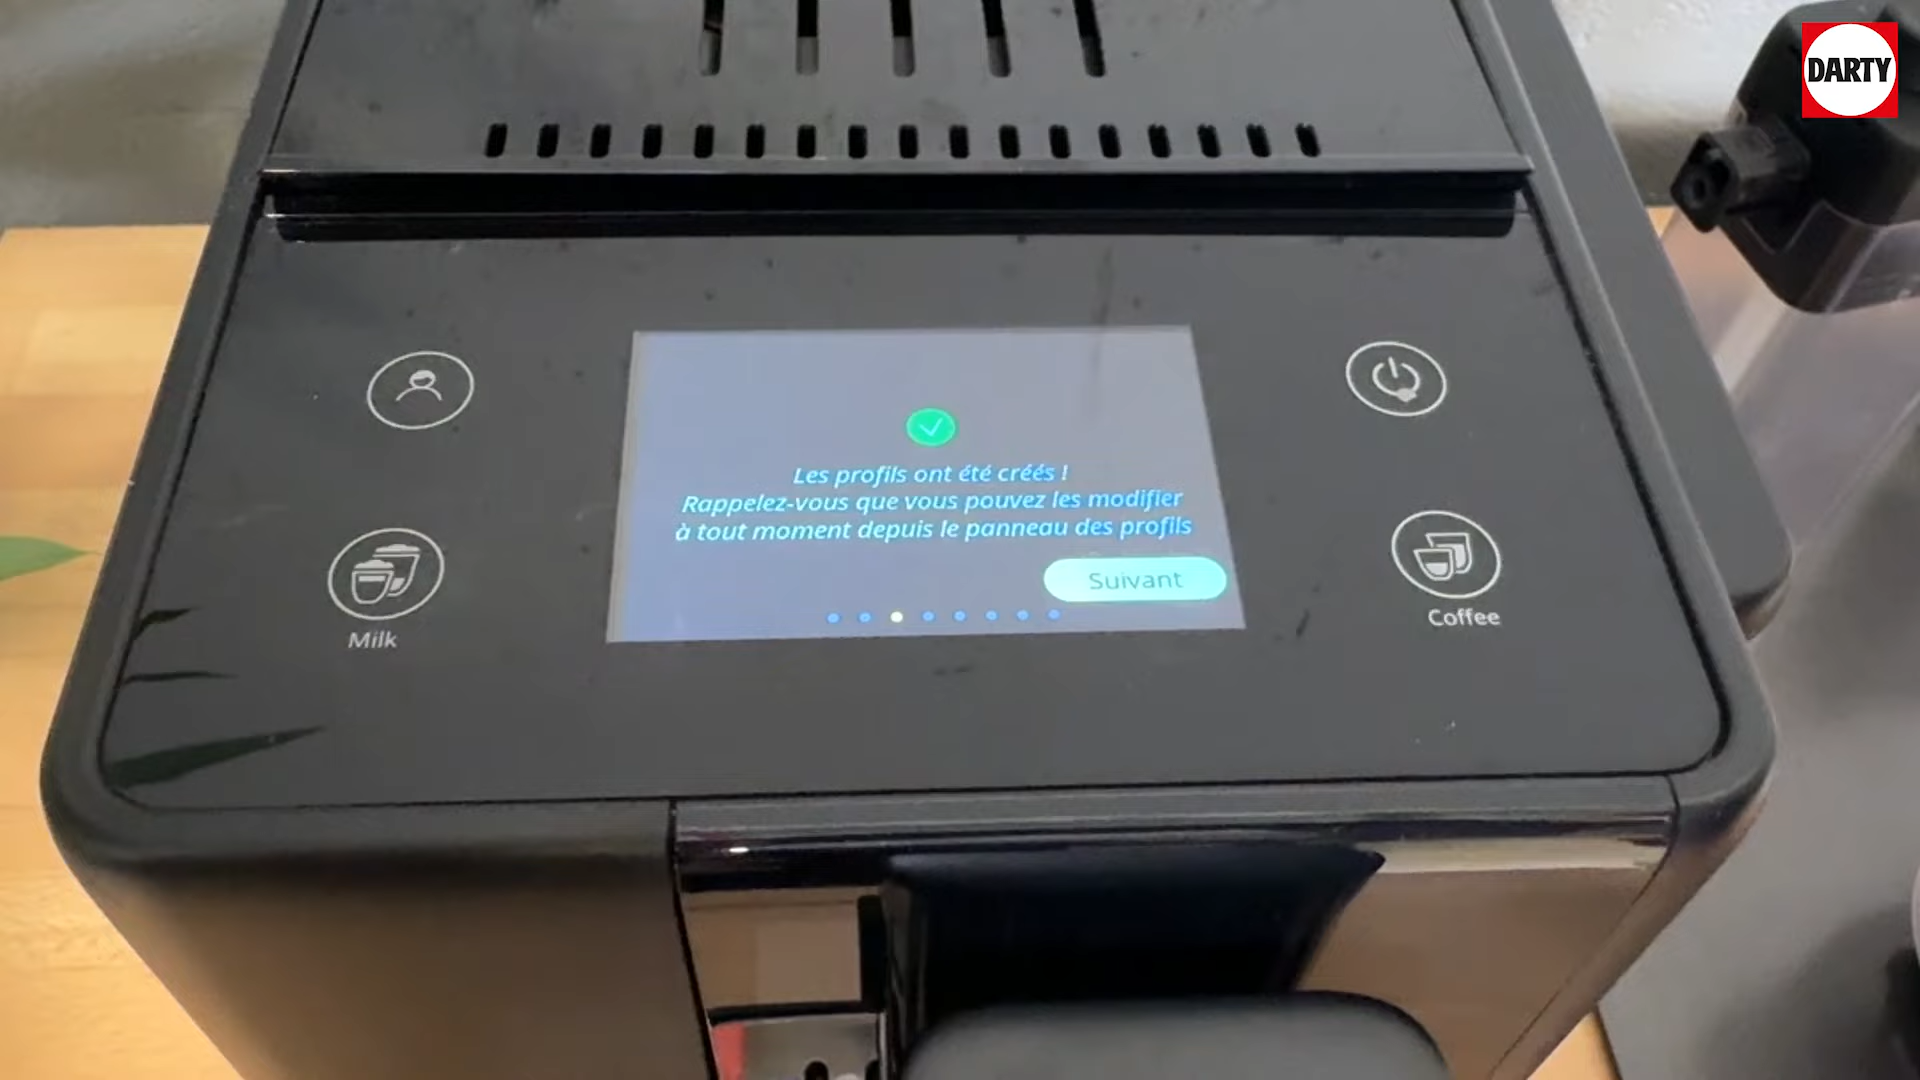 DARTY
Les profils ont été créés !
Rappelez-vous que vous pouvez les modifier
à tout moment depuis le panneau des profils
Suivant
Milk
Coffee